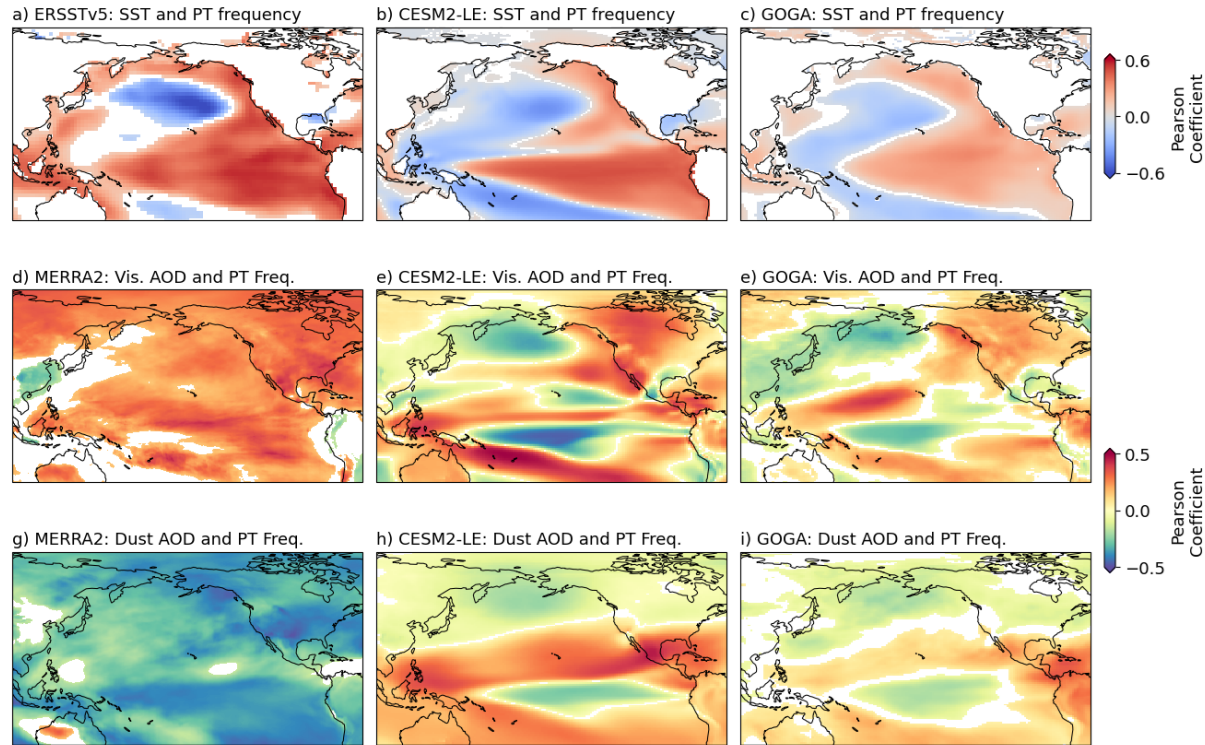 a) ERSSTv5: SST and PT frequency
b) CESM2-LE: SST and PT frequency
c) GOGA: SST and PT frequency
0.6
0.0
−0.6
Pearson
Coefficient
d) MERRA2: Vis. AOD and PT Freq.
e) CESM2-LE: Vis. AOD and PT Freq.
e) GOGA: Vis. AOD and PT Freq.
0.5
0.0
−0.5
Pearson
Coefficient
g) MERRA2: Dust AOD and PT Freq.
h) CESM2-LE: Dust AOD and PT Freq.
i) GOGA: Dust AOD and PT Freq.